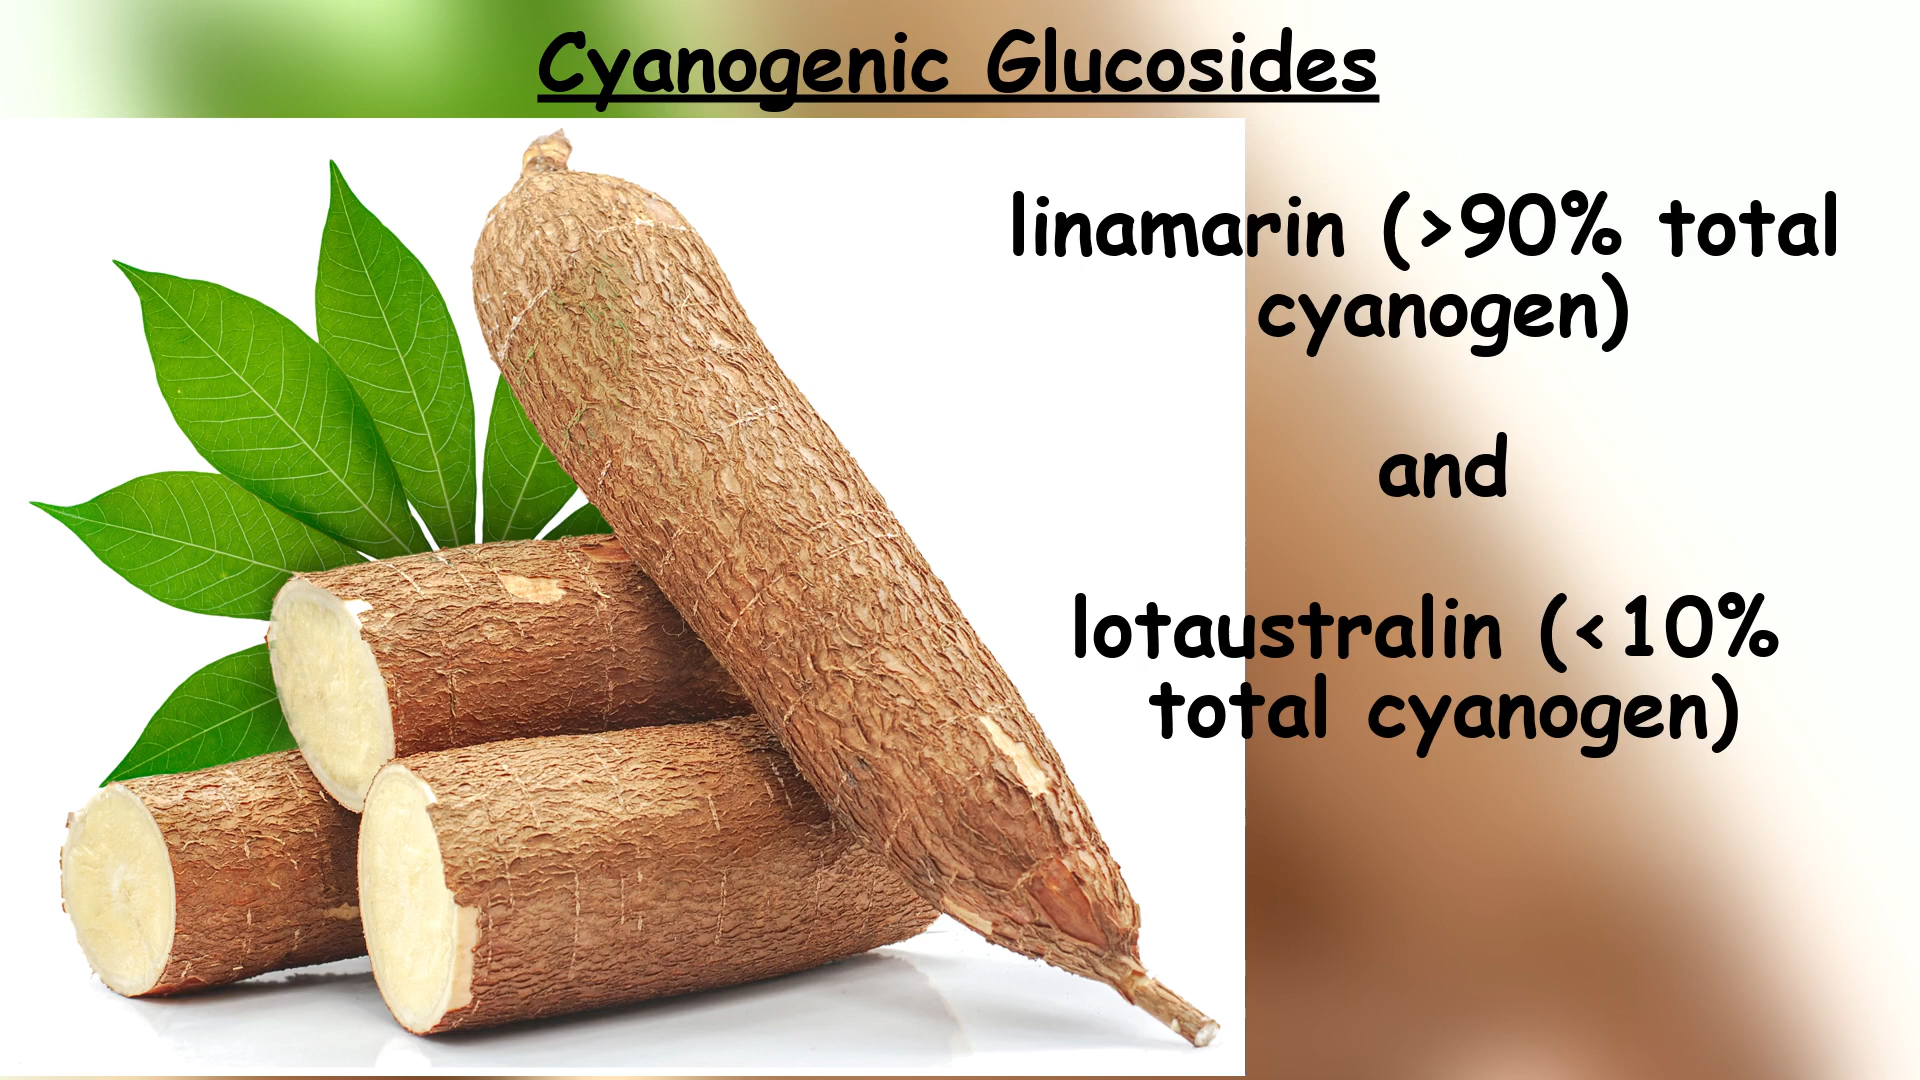 Cyanogenic Glucosides
linamarin (>90% total
cyanogen)
and
lotaustralin (<10%
total cyanogen)